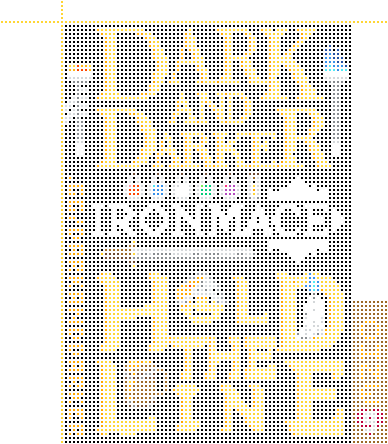 DARK
AND
DARKER
IRONMACE
HOLD
THE
LINE